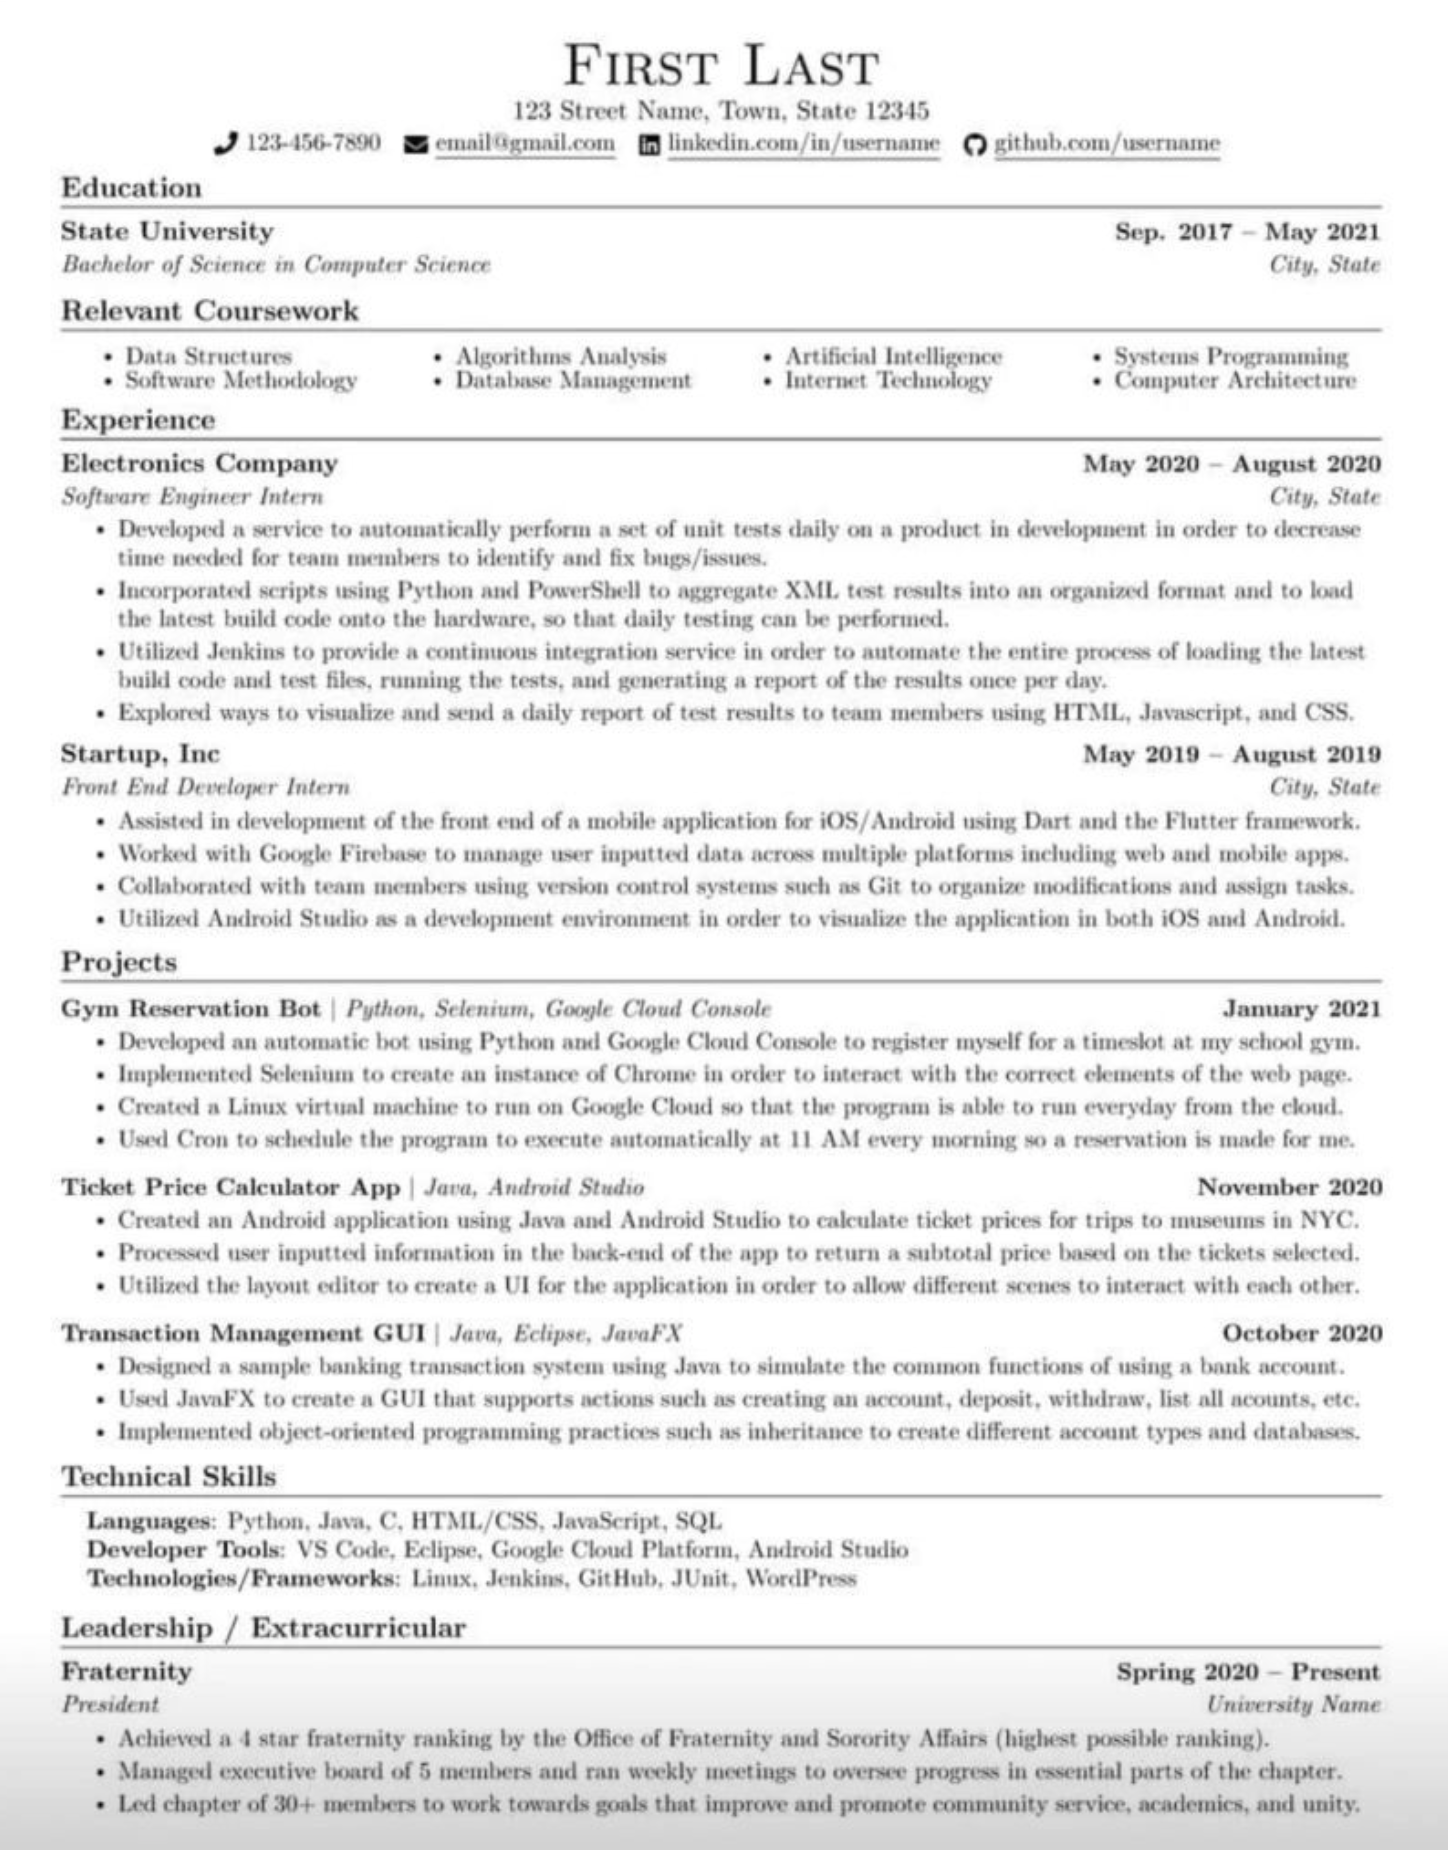 First Last
123 Street Name, Town, State 12345
123-456-7890 email@gmail.com linkedin.com/in/username github.com/username
Education
State University Sep. 2017 – May 2021
Bachelor of Science in Computer Science City, State
Relevant Coursework
• Data Structures • Algorithms Analysis • Artificial Intelligence • Systems Programming
• Software Methodology • Database Management • Internet Technology • Computer Architecture
Experience
Electronics Company May 2020 – August 2020
Software Engineer Intern City, State
• Developed a service to automatically perform a set of unit tests daily on a product in development in order to decrease
time needed for team members to identify and fix bugs/issues.
• Incorporated scripts using Python and PowerShell to aggregate XML test results into an organized format and to load
the latest build code onto the hardware, so that daily testing can be performed.
• Utilized Jenkins to provide a continuous integration service in order to automate the entire process of loading the latest
build code and test files, running the tests, and generating a report of the results once per day.
• Explored ways to visualize and send a daily report of test results to team members using HTML, Javascript, and CSS.
Startup, Inc May 2019 – August 2019
Front End Developer Intern City, State
• Assisted in development of the front end of a mobile application for iOS/Android using Dart and the Flutter framework.
• Worked with Google Firebase to manage user inputted data across multiple platforms including web and mobile apps.
• Collaborated with team members using version control systems such as Git to organize modifications and assign tasks.
• Utilized Android Studio as a development environment in order to visualize the application in both iOS and Android.
Projects
Gym Reservation Bot | Python, Selenium, Google Cloud Console January 2021
• Developed an automatic bot using Python and Google Cloud Console to register myself for a timeslot at my school gym.
• Implemented Selenium to create an instance of Chrome in order to interact with the correct elements of the web page.
• Created a Linux virtual machine to run on Google Cloud so that the program is able to run everyday from the cloud.
• Used Cron to schedule the program to execute automatically at 11 AM every morning so a reservation is made for me.
Ticket Price Calculator App | Java, Android Studio November 2020
• Created an Android application using Java and Android Studio to calculate ticket prices for trips to museums in NYC.
• Processed user inputted information in the back-end of the app to return a subtotal price based on the tickets selected.
• Utilized the layout editor to create a UI for the application in order to allow different scenes to interact with each other.
Transaction Management GUI | Java, Eclipse, JavaFX October 2020
• Designed a sample banking transaction system using Java to simulate the common functions of using a bank account.
• Used JavaFX to create a GUI that supports actions such as creating an account, deposit, withdraw, list all acounts, etc.
• Implemented object-oriented programming practices such as inheritance to create different account types and databases.
Technical Skills
Languages: Python, Java, C, HTML/CSS, JavaScript, SQL
Developer Tools: VS Code, Eclipse, Google Cloud Platform, Android Studio
Technologies/Frameworks: Linux, Jenkins, GitHub, JUnit, WordPress
Leadership / Extracurricular
Fraternity Spring 2020 – Present
President University Name
• Achieved a 4 star fraternity ranking by the Office of Fraternity and Sorority Affairs (highest possible ranking).
• Managed executive board of 5 members and ran weekly meetings to oversee progress in essential parts of the chapter.
• Led chapter of 30+ members to work towards goals that improve and promote community service, academics, and unity.